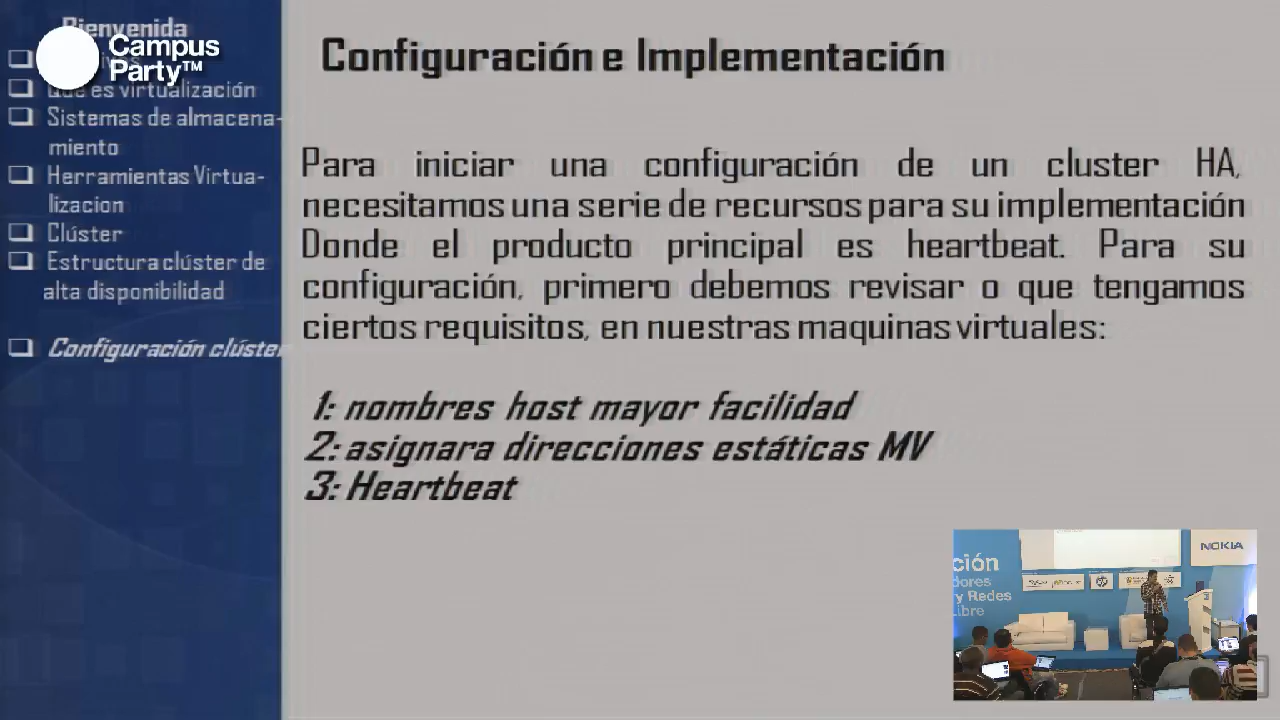 Bienvenida
Campus
Party™
es virtualización
Sistemas de almacena-
miento
Herramientas Virtua-
lizacion
Clúster
Estructura clúster de
alta disponibilidad
Configuración clúster
Configuración e Implementación
Para iniciar una configuración de un cluster HA,
necesitamos una serie de recursos para su implementación
Donde el producto principal es heartbeat. Para su
configuración, primero debemos revisar o que tengamos
ciertos requisitos, en nuestras maquinas virtuales:
1: nombres host mayor facilidad
2: asignara direcciones estáticas MV
3: Heartbeat
NOKIA
ción
dores
y Redes
Libre